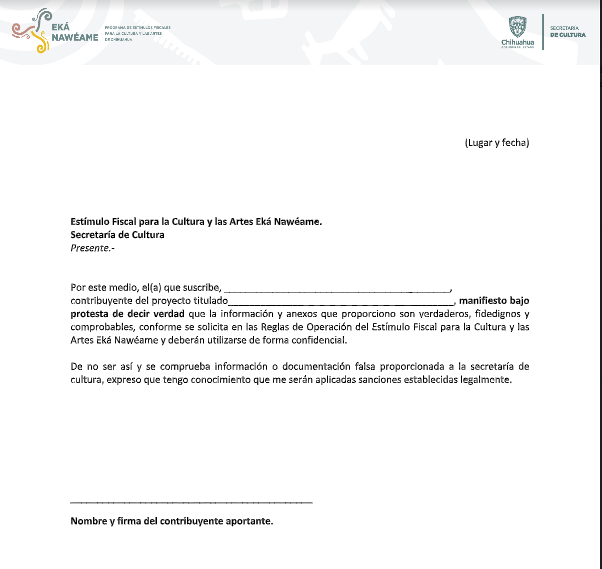 EKÁ
NAWÉAME
PROGRAMA DE ESTÍMULOS FISCALES
PARA LA CULTURA Y LAS ARTES
DE CHIHUAHUA
Chihuahua
SECRETARÍA
DE CULTURA
(Lugar y fecha)
Estímulo Fiscal para la Cultura y las Artes Eká Nawéame.
Secretaría de Cultura
Presente.-
Por este medio, el(a) que suscribe, ________________________________________,
contribuyente del proyecto titulado________________________________________, manifiesto bajo
protesta de decir verdad que la información y anexos que proporciono son verdaderos, fidedignos y
comprobables, conforme se solicita en las Reglas de Operación del Estímulo Fiscal para la Cultura y las
Artes Eká Nawéame y deberán utilizarse de forma confidencial.
De no ser así y se comprueba información o documentación falsa proporcionada a la secretaría de
cultura, expreso que tengo conocimiento que me serán aplicadas sanciones establecidas legalmente.
Nombre y firma del contribuyente aportante.